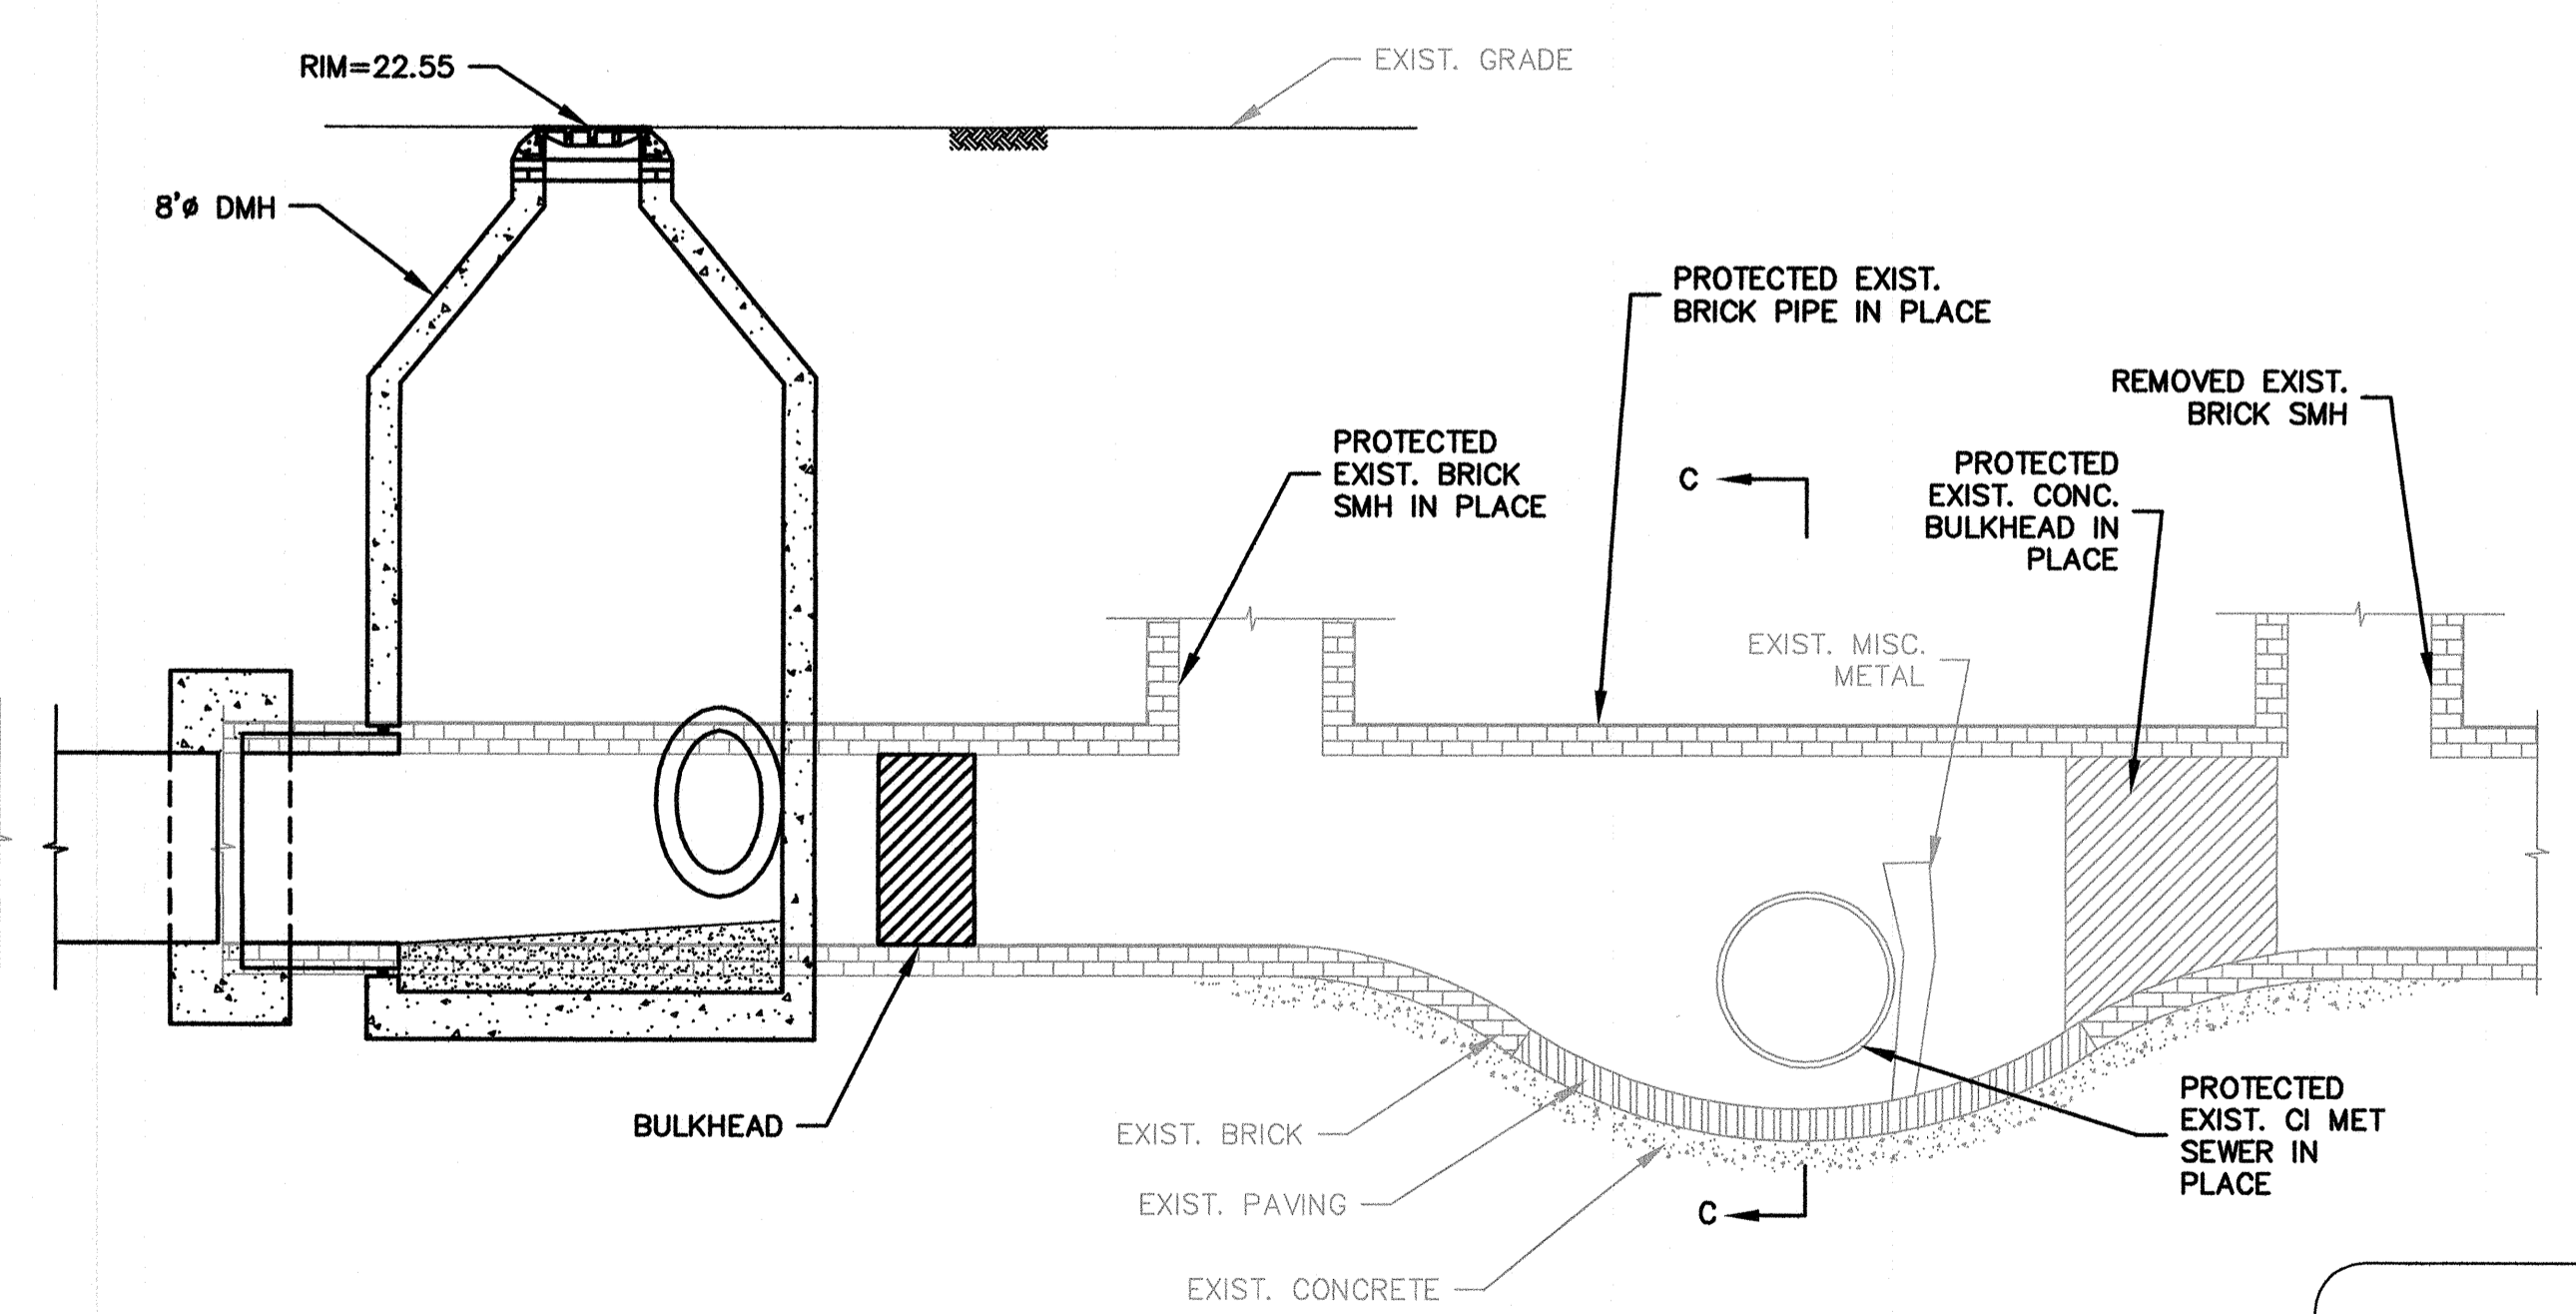 RIM=22.55
EXIST. GRADE
8'ø DMH
PROTECTED EXIST.
BRICK PIPE IN PLACE
REMOVED EXIST.
BRICK SMH
PROTECTED
EXIST. BRICK
SMH IN PLACE
C
PROTECTED
EXIST. CONC.
BULKHEAD IN
PLACE
EXIST. MISC.
METAL
BULKHEAD
EXIST. BRICK
EXIST. PAVING
EXIST. CONCRETE
C
PROTECTED
EXIST. CI MET
SEWER IN
PLACE